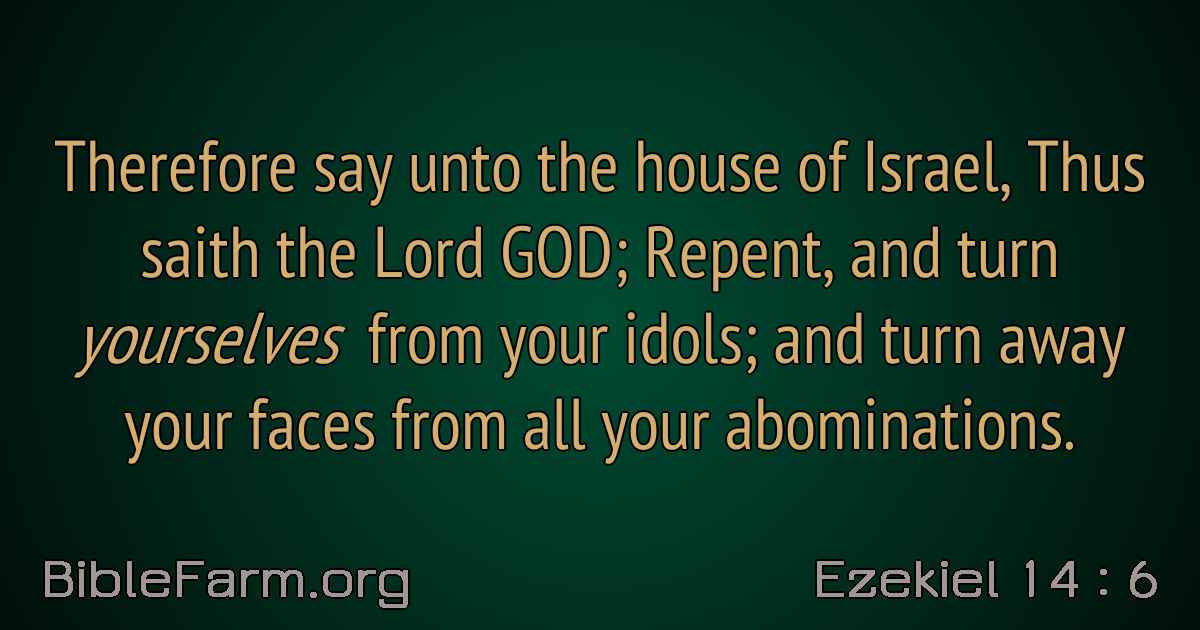 Therefore say unto the house of Israel, Thus
saith the Lord GOD; Repent, and turn
yourselves from your idols; and turn away
your faces from all your abominations.
BibleFarm.org
Ezekiel 14 : 6